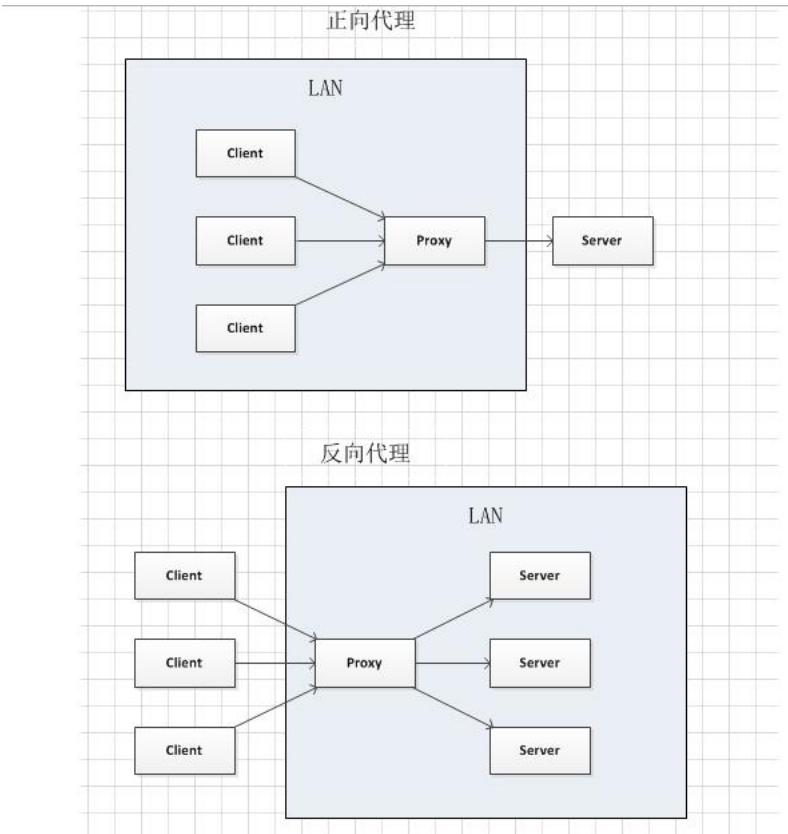 正向代理
LAN
Client
Client
Proxy
Server
Client
反向代理
LAN
Client
Server
Client
Proxy
Server
Client
Server